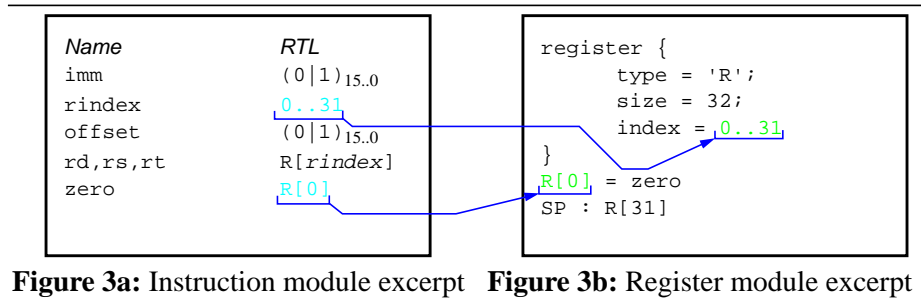 Name RTL
imm (0|1)15..0
rindex 0..31
offset (0|1)15..0
rd,rs,rt R[rindex]
zero R[0]
register {
type = 'R';
size = 32;
index = 0..31
}
R[0] = zero
SP : R[31]
Figure 3a: Instruction module excerpt Figure 3b: Register module excerpt